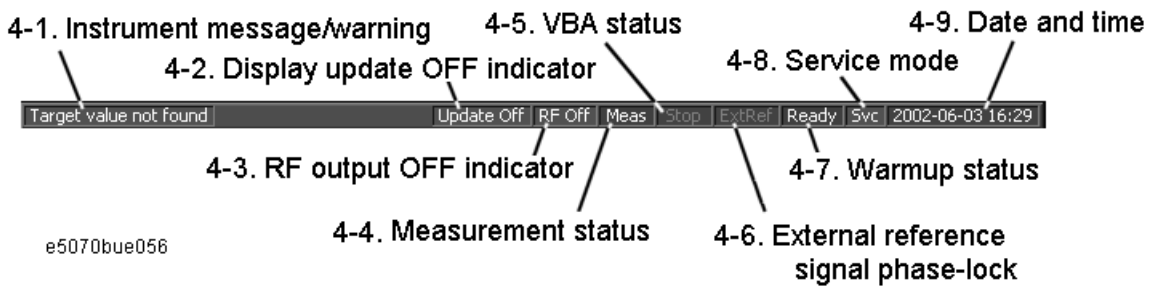 4-1. Instrument message/warning
4-2. Display update OFF indicator
4-5. VBA status
4-8. Service mode
4-9. Date and time
Target value not found
Update Off
RF Off
Meas
Stop
ExtRef
Ready
Svc
2002-06-03 16:29
4-3. RF output OFF indicator
4-4. Measurement status
4-7. Warmup status
4-6. External reference
signal phase-lock
e5070bue056